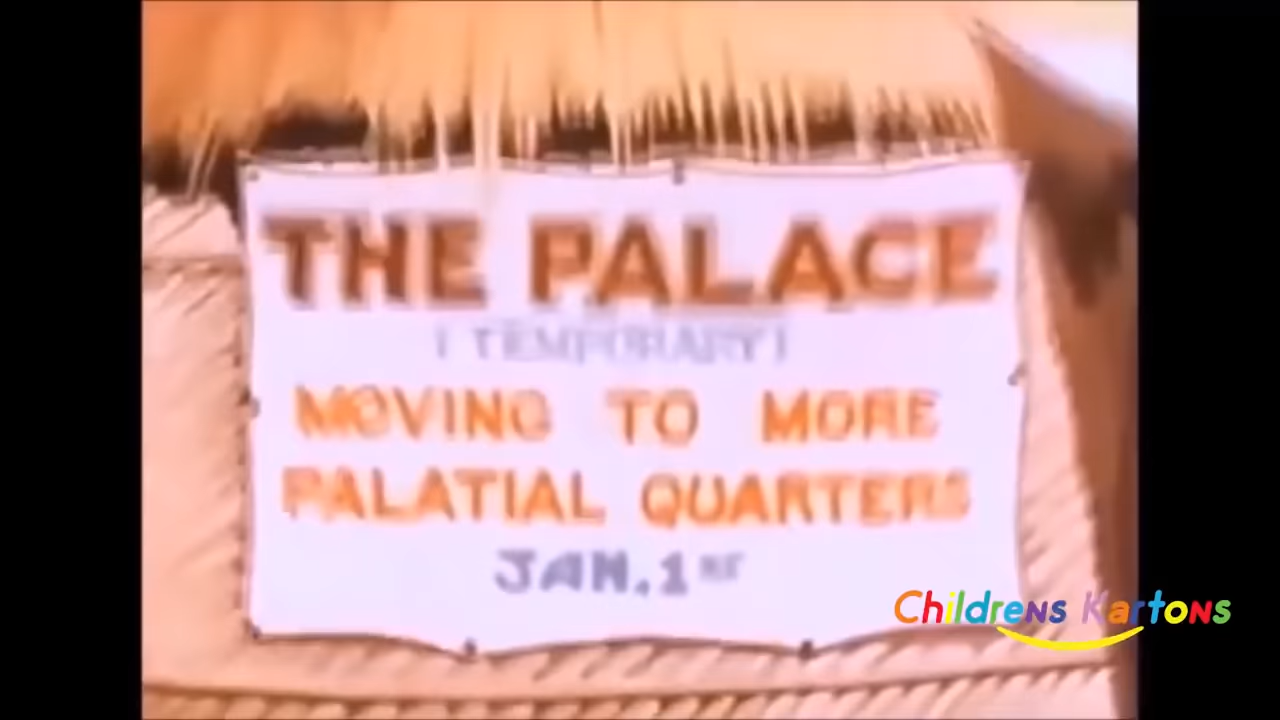 THE PALACE
(TEMPORARY)
MOVING TO MORE
PALATIAL QUARTERS
JAN. 1ST
Childrens Kartons